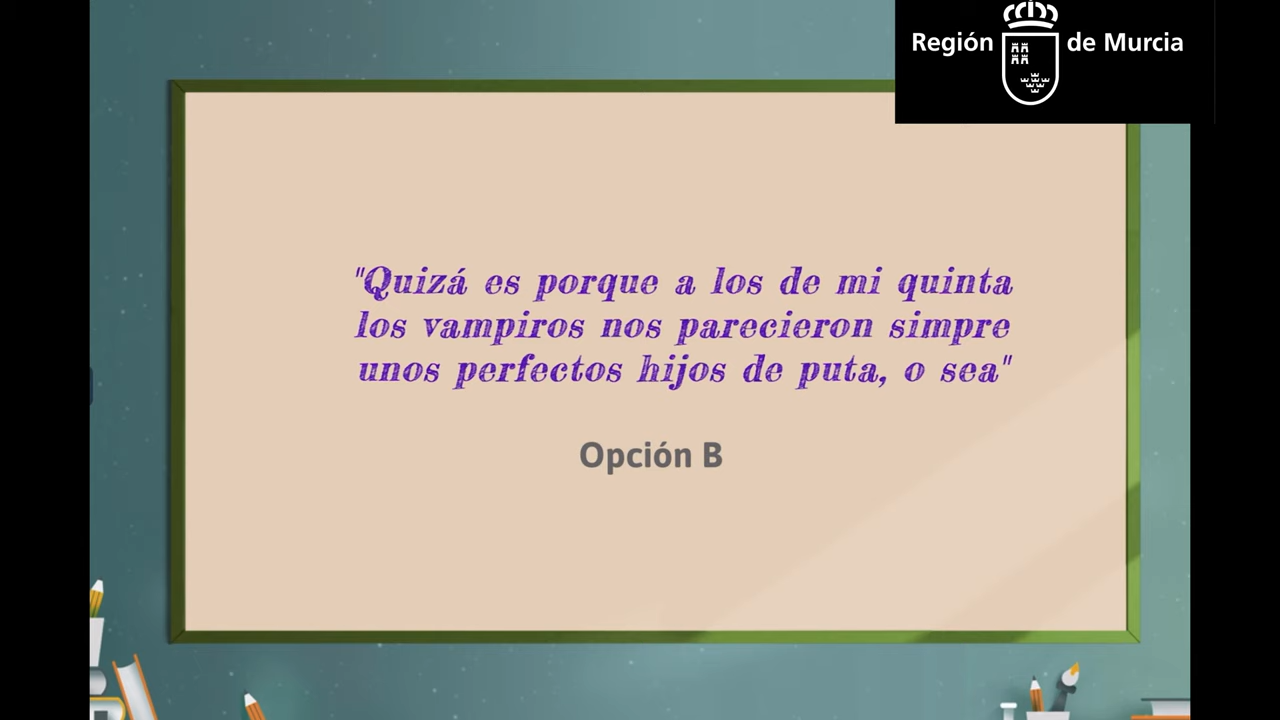 Región de Murcia
"Quizá es porque a los de mi quinta
los vampiros nos parecieron simpre
unos perfectos hijos de puta, o sea"
Opción B